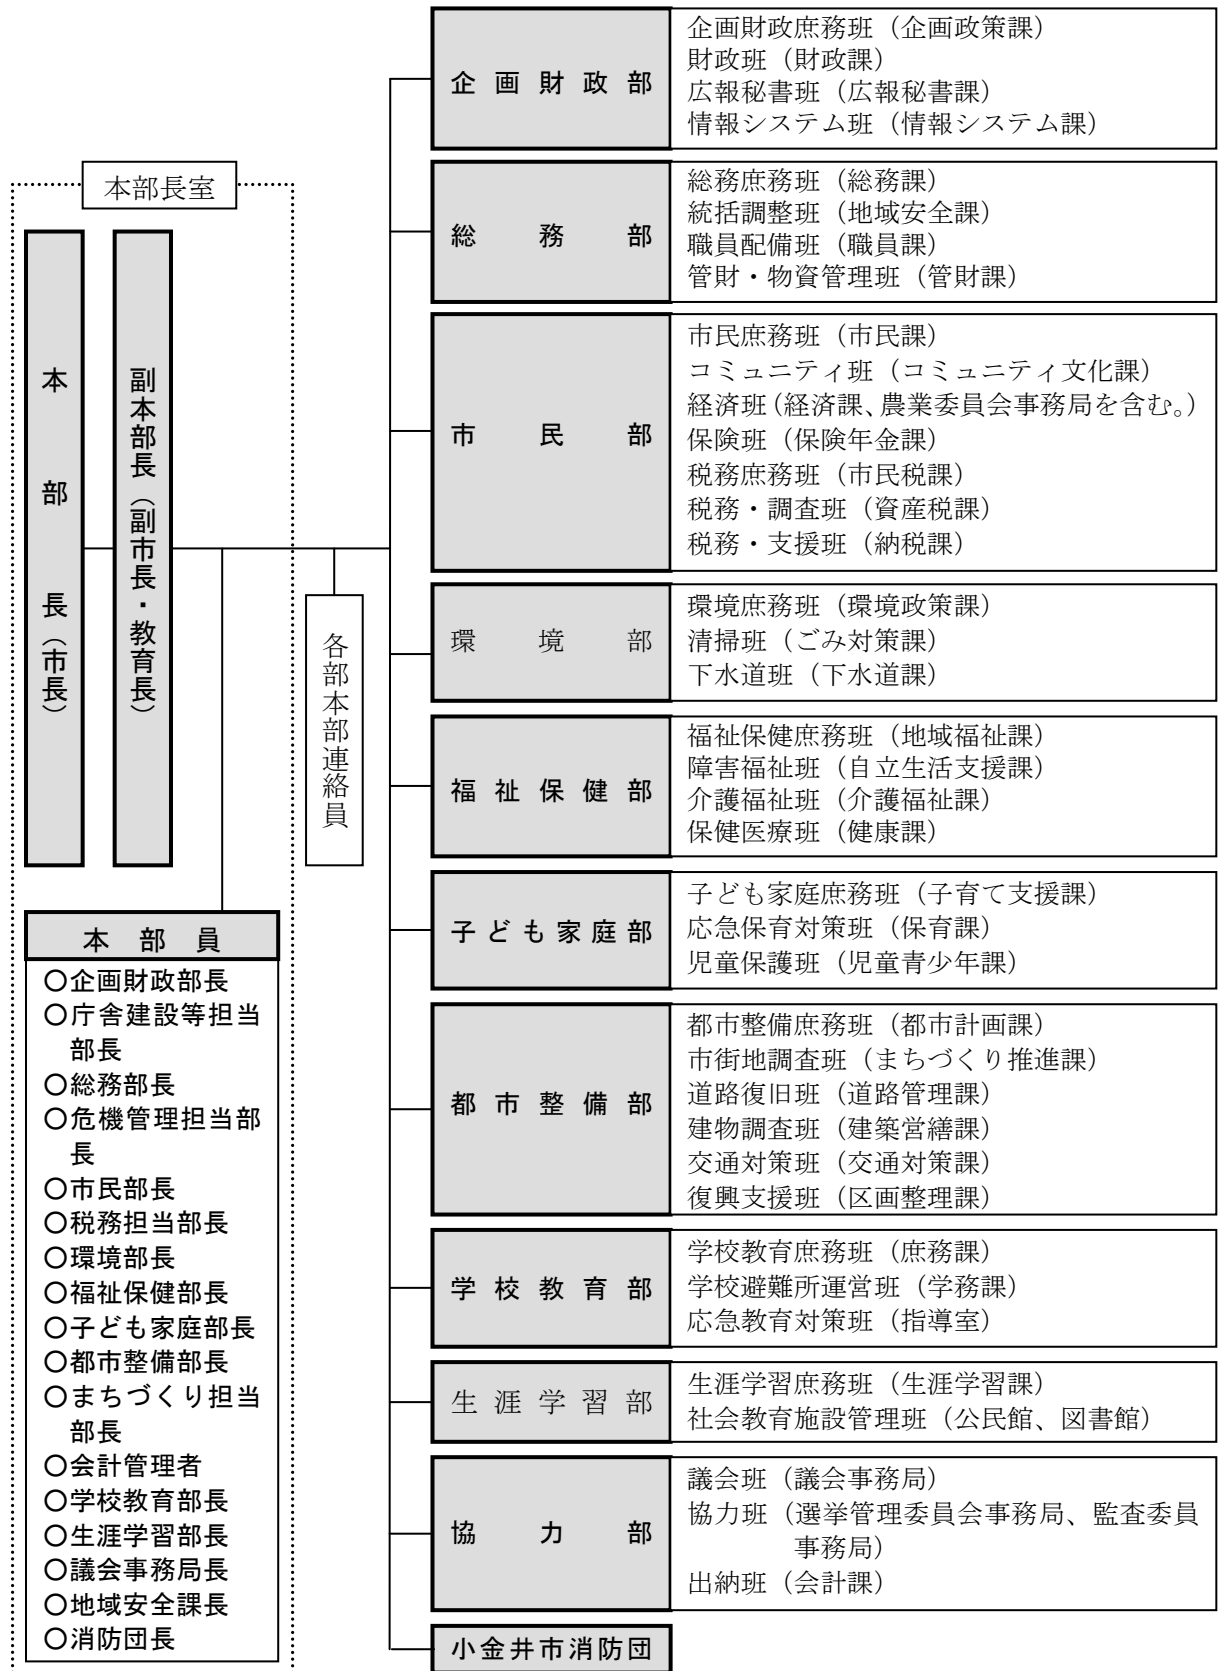 本部長室
本部長（市長）
副本部長（副市長・教育長）
各部本部連絡員
本部員
〇企画財政部長
〇庁舎建設等担当
部長
〇総務部長
〇危機管理担当部
長
〇市民部長
〇税務担当部長
〇環境部長
〇福祉保健部長
〇子ども家庭部長
〇都市整備部長
〇まちづくり担当
部長
〇会計管理者
〇学校教育部長
〇生涯学習部長
〇議会事務局長
〇地域安全課長
〇消防団長
企画財政部
企画財政庶務班（企画政策課）
財政班（財政課）
広報秘書班（広報秘書課）
情報システム班（情報システム課）
総務部
総務庶務班（総務課）
統括調整班（地域安全課）
職員配備班（職員課）
管財・物資管理班（管財課）
市民部
市民庶務班（市民課）
コミュニティ班（コミュニティ文化課）
経済班（経済課、農業委員会事務局を含む。）
保険班（保険年金課）
税務庶務班（市民税課）
税務・調査班（資産税課）
税務・支援班（納税課）
環境部
環境庶務班（環境政策課）
清掃班（ごみ対策課）
下水道班（下水道課）
福祉保健部
福祉保健庶務班（地域福祉課）
障害福祉班（自立生活支援課）
介護福祉班（介護福祉課）
保健医療班（健康課）
子ども家庭部
子ども家庭庶務班（子育て支援課）
応急保育対策班（保育課）
児童保護班（児童青少年課）
都市整備部
都市整備庶務班（都市計画課）
市街地調査班（まちづくり推進課）
道路復旧班（道路管理課）
建物調査班（建築営繕課）
交通対策班（交通対策課）
復興支援班（区画整理課）
学校教育部
学校教育庶務班（庶務課）
学校避難所運営班（学務課）
応急教育対策班（指導室）
生涯学習部
生涯学習庶務班（生涯学習課）
社会教育施設管理班（公民館、図書館）
協力部
議会班（議会事務局）
協力班（選挙管理委員会事務局、監査委員
事務局）
出納班（会計課）
小金井市消防団